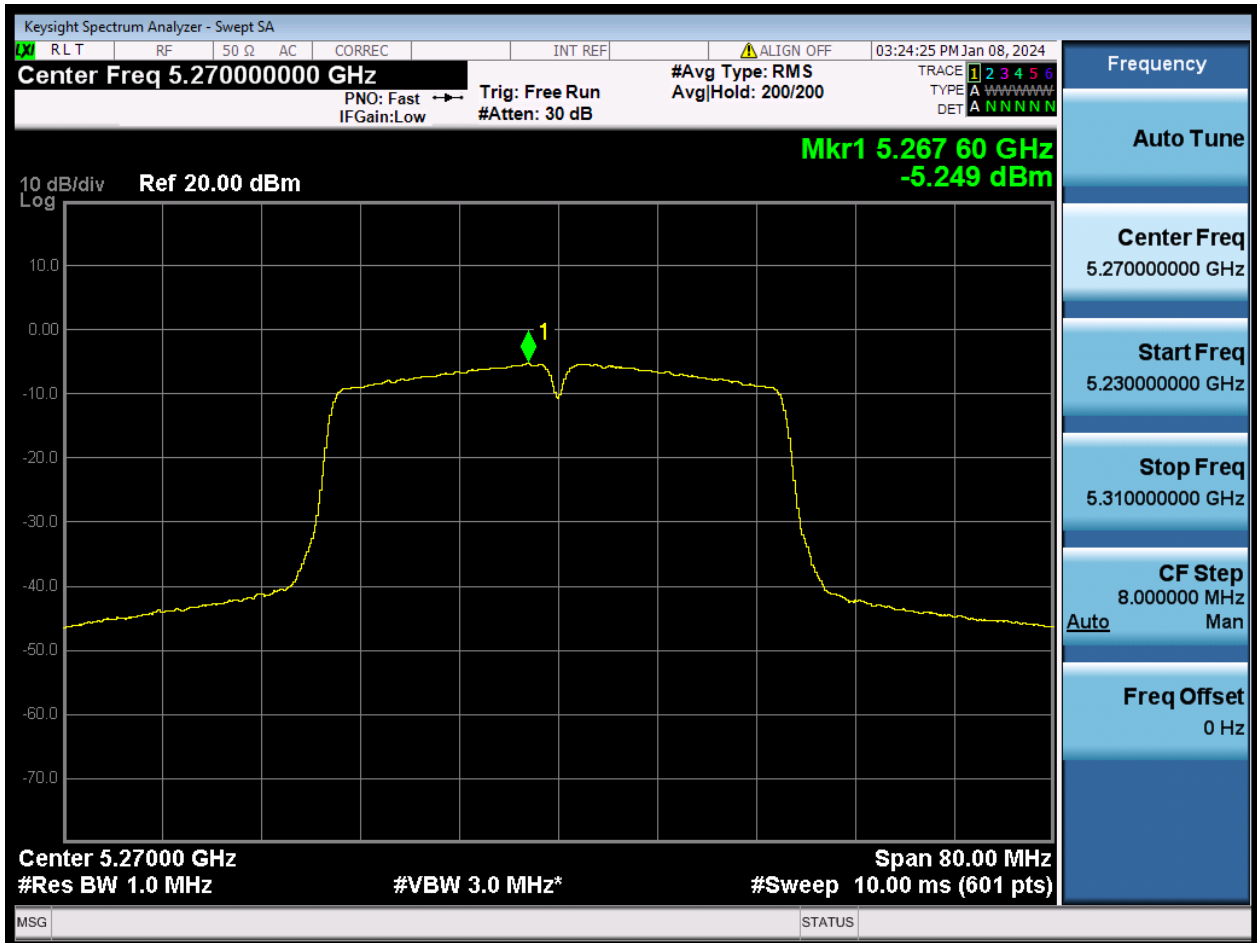 Keysight Spectrum Analyzer - Swept SA
LXI RLT RF 50 Ω AC CORREC INT REF ALIGN OFF 03:24:25 PM Jan 08, 2024
Center Freq 5.270000000 GHz
PNO: Fast
IFGain:Low
Trig: Free Run
#Atten: 30 dB
#Avg Type: RMS
Avg|Hold: 200/200
TRACE 1 2 3 4 5 6
TYPE A WWWWW
DET A N N N N N
Mkr1 5.267 60 GHz
-5.249 dBm
10 dB/div Ref 20.00 dBm
Log
10.0
0.00
1
-10.0
-20.0
-30.0
-40.0
-50.0
-60.0
-70.0
Center 5.27000 GHz Span 80.00 MHz
#Res BW 1.0 MHz #VBW 3.0 MHz* #Sweep 10.00 ms (601 pts)
MSG STATUS
Frequency
Auto Tune
Center Freq
5.270000000 GHz
Start Freq
5.230000000 GHz
Stop Freq
5.310000000 GHz
CF Step
8.000000 MHz
Auto Man
Freq Offset
0 Hz